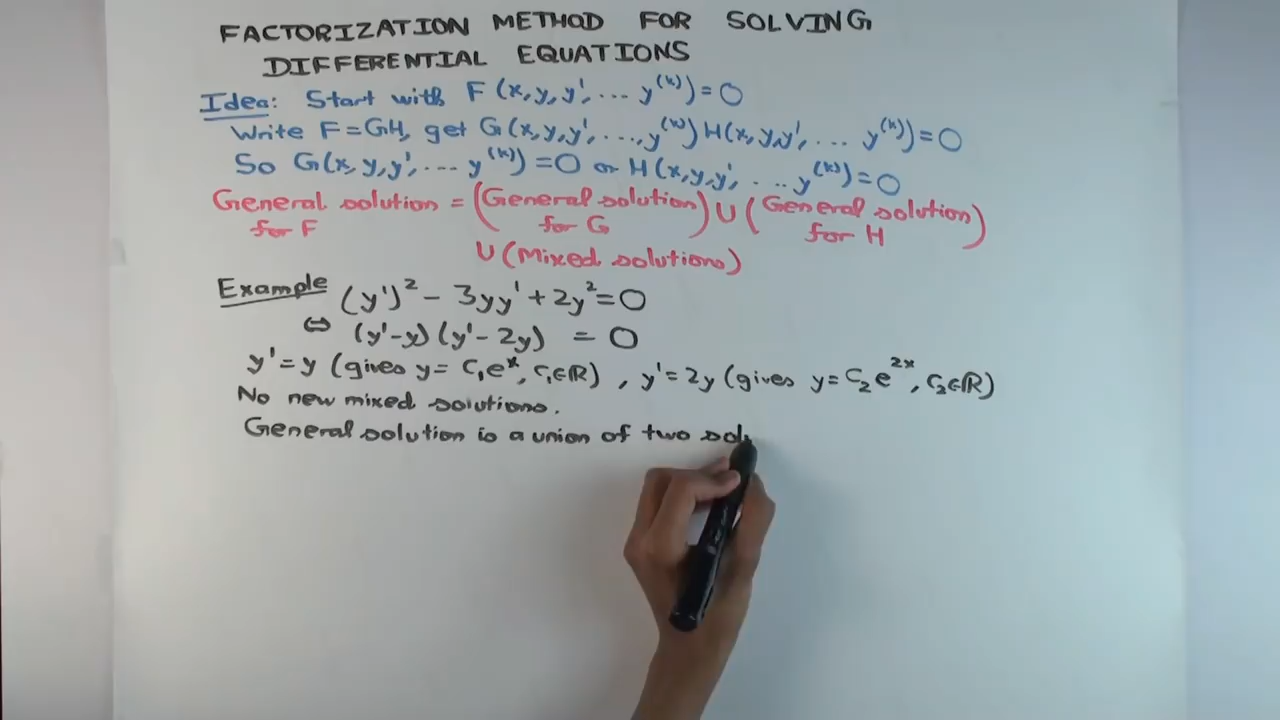 FACTORIZATION METHOD FOR SOLVING
DIFFERENTIAL EQUATIONS
Idea: Start with F(x,y,y',...y^(k))=0
Write F=GH, get G(x,y,y',...,y^(k))H(x,y,y',...y^(k))=0
So G(x,y,y',...y^(k))=0 or H(x,y,y',...y^(k))=0
General solution = (General solution) U (General solution)
for F for G for H
U (Mixed solutions)
Example (y')² - 3yy' + 2y² = 0
⇔ (y'-y)(y'-2y) = 0
y'=y (gives y= C₁e^x, C₁∈ℝ), y'=2y (gives y=C₂e^2x, C₂∈ℝ)
No new mixed solutions.
General solution is a union of two sol